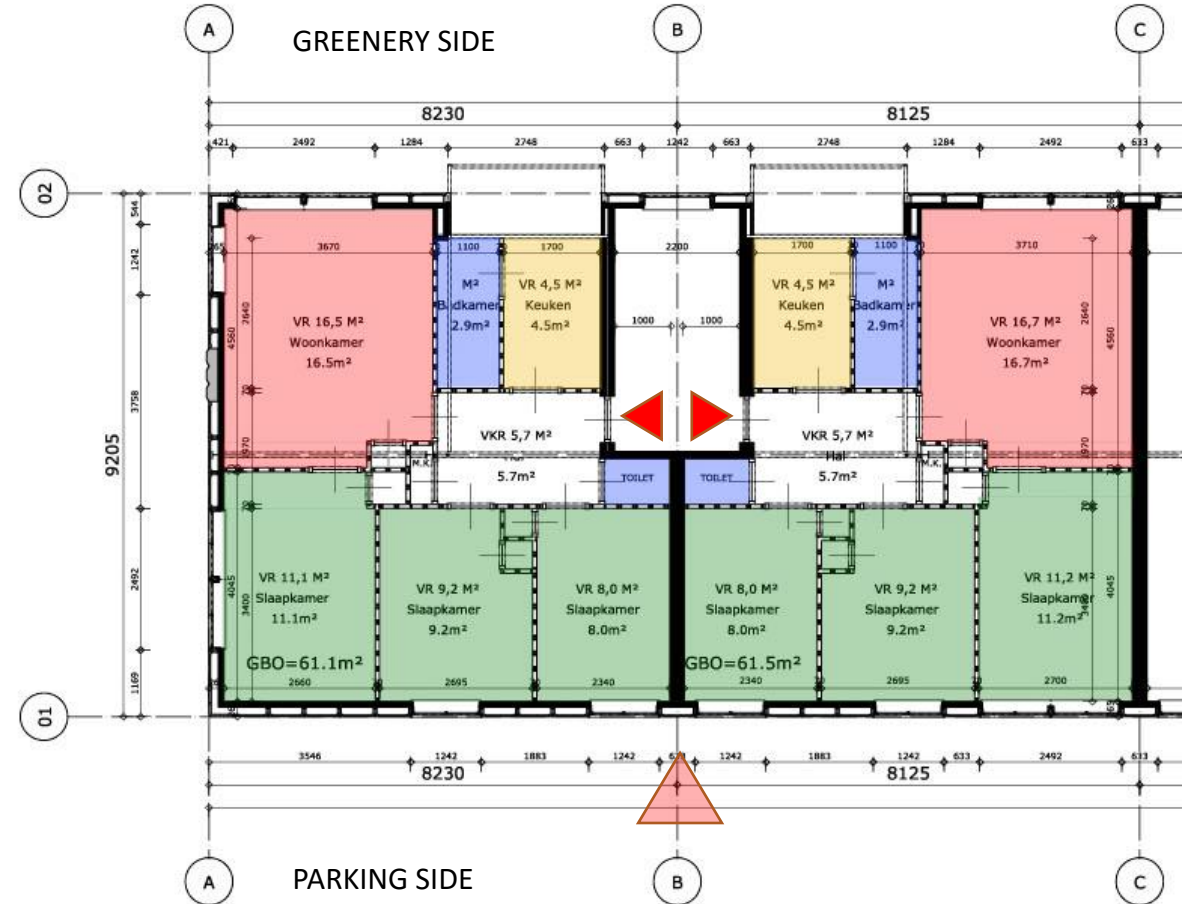 A
B
C
GREENERY SIDE
8230
8125
421
2492
1284
2748
663
1242
663
2748
1284
2492
633
02
544
1242
3758
2492
1169
9205
3670
1100
1700
2200
1700
1100
3710
M²
Badkamer
2.9m²
VR 4,5 M²
Keuken
4.5m²
VR 4,5 M²
Keuken
4.5m²
M²
Badkamer
2.9m²
VR 16,5 M²
Woonkamer
16.5m²
VR 16,7 M²
Woonkamer
16.7m²
2640
4560
1000
1000
2640
4560
70
970
70
970
VKR 5,7 M²
5.7m²
VKR 5,7 M²
Hal
5.7m²
M.K.
M.K.
TOILET
TOILET
70
70
4045
3400
4045
VR 11,1 M²
Slaapkamer
11.1m²
VR 9,2 M²
Slaapkamer
9.2m²
VR 8,0 M²
Slaapkamer
8.0m²
VR 8,0 M²
Slaapkamer
8.0m²
VR 9,2 M²
Slaapkamer
9.2m²
VR 11,2 M²
Slaapkamer
11.2m²
GBO=61.1m²
GBO=61.5m²
2660
2695
2340
2340
2695
2700
01
3546
1242
1883
1242
1242
1883
1242
633
2492
633
8230
8125
A
PARKING SIDE
B
C